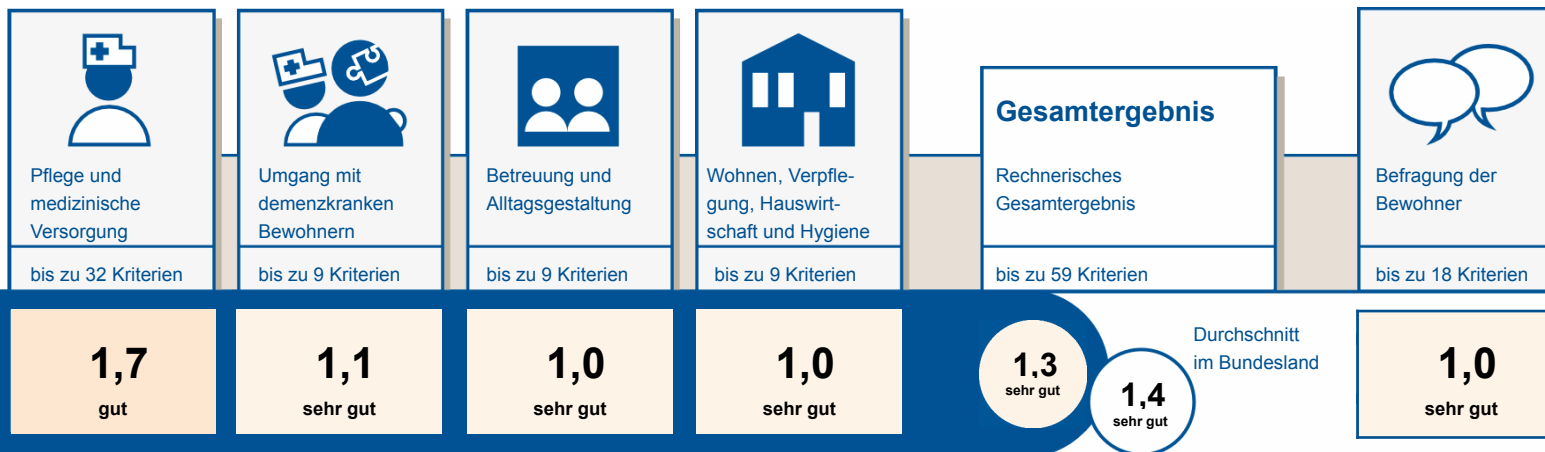 Pflege und
medizinische
Versorgung
bis zu 32 Kriterien
1,7
gut
Umgang mit
demenzkranken
Bewohnern
bis zu 9 Kriterien
1,1
sehr gut
Betreuung und
Alltagsgestaltung
bis zu 9 Kriterien
1,0
sehr gut
Wohnen, Verpfle-
gung, Hauswirt-
schaft und Hygiene
bis zu 9 Kriterien
1,0
sehr gut
Gesamtergebnis
Rechnerisches
Gesamtergebnis
bis zu 59 Kriterien
1,3
sehr gut
Durchschnitt
im Bundesland
1,4
sehr gut
Befragung der
Bewohner
bis zu 18 Kriterien
1,0
sehr gut